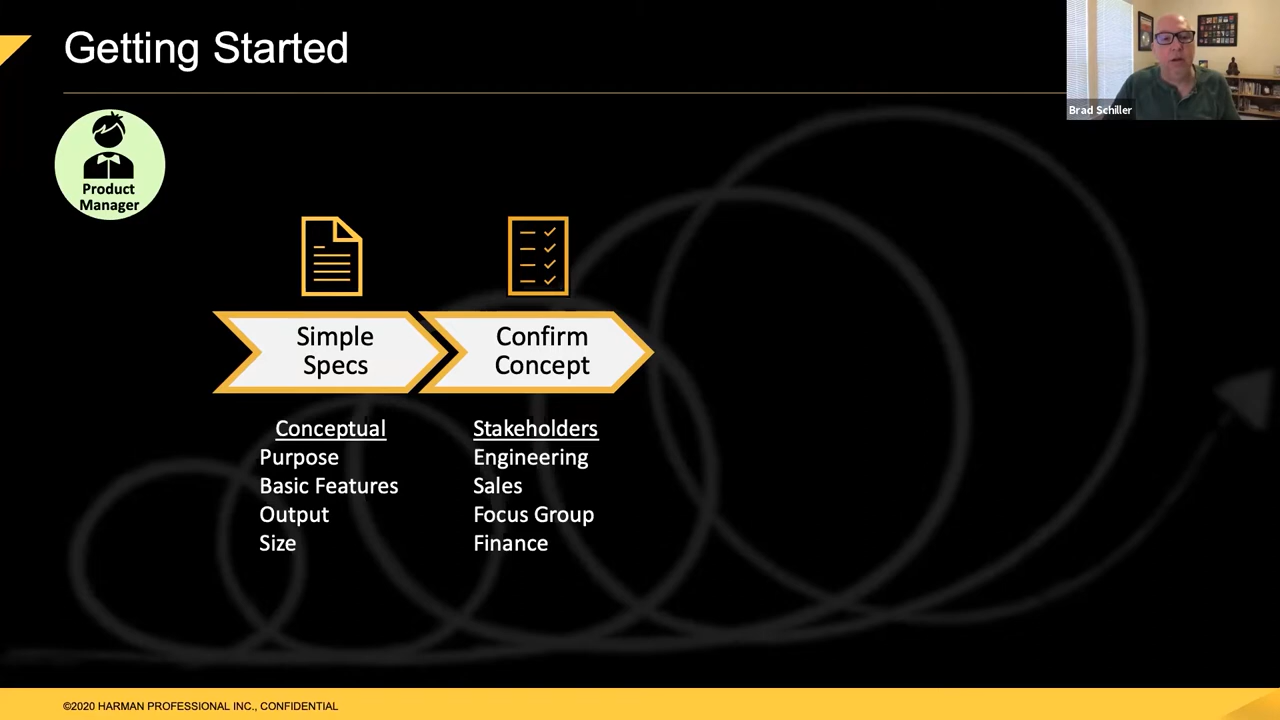 Getting Started
Brad Schiller
Product
Manager
Simple
Specs
Confirm
Concept
Conceptual
Purpose
Basic Features
Output
Size
Stakeholders
Engineering
Sales
Focus Group
Finance
©2020 HARMAN PROFESSIONAL INC., CONFIDENTIAL